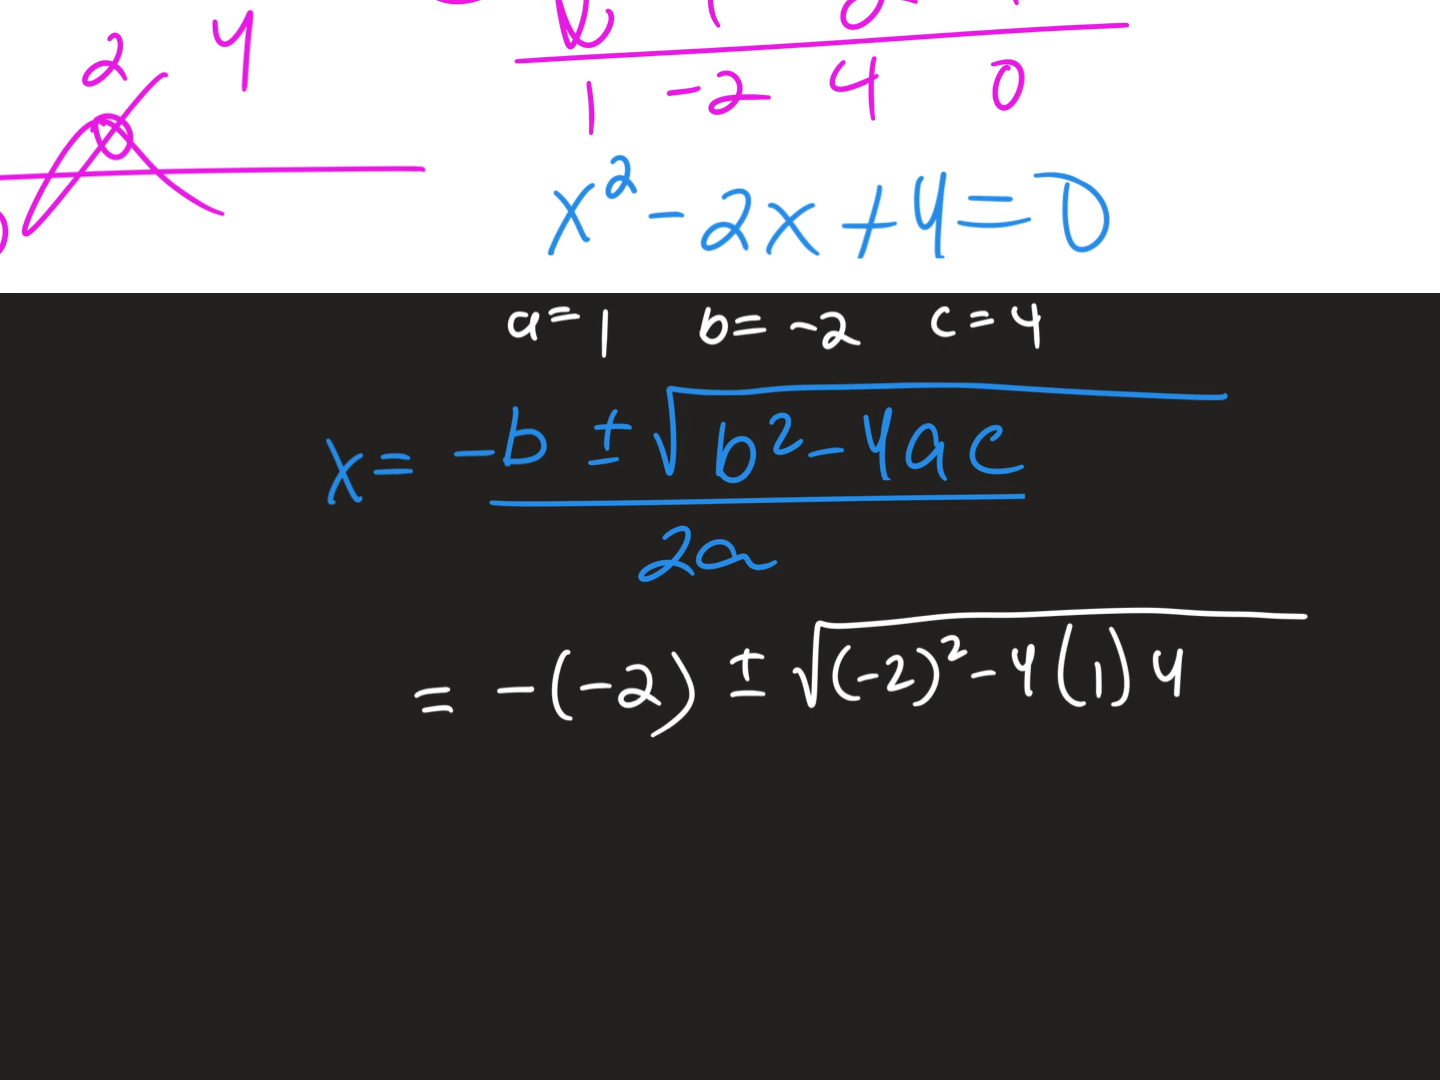 2 4
1 -2 4 0
x² - 2x + 4 = 0
a = 1 b = -2 c = 4
x = -b ± √(b² - 4ac)
2a
= -(-2) ± √((-2)² - 4(1)4